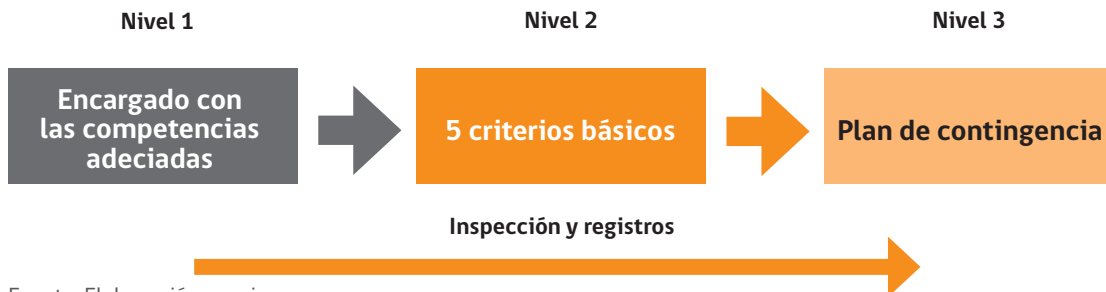 Nivel 1
Nivel 2
Nivel 3
Encargado con
las competencias
adeciadas
5 criterios básicos
Plan de contingencia
Inspección y registros